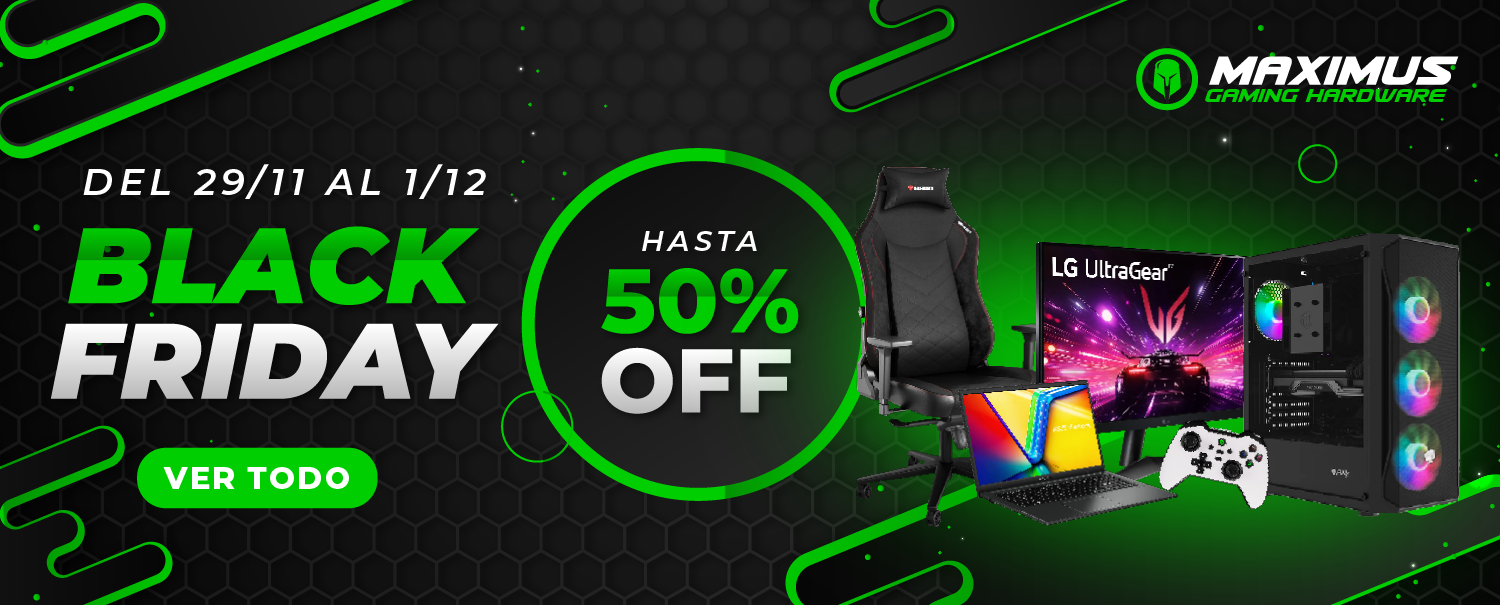 MAXIMUS
GAMING HARDWARE
DEL 29/11 AL 1/12
BLACK
FRIDAY
VER TODO
HASTA
50%
OFF
LG UltraGear